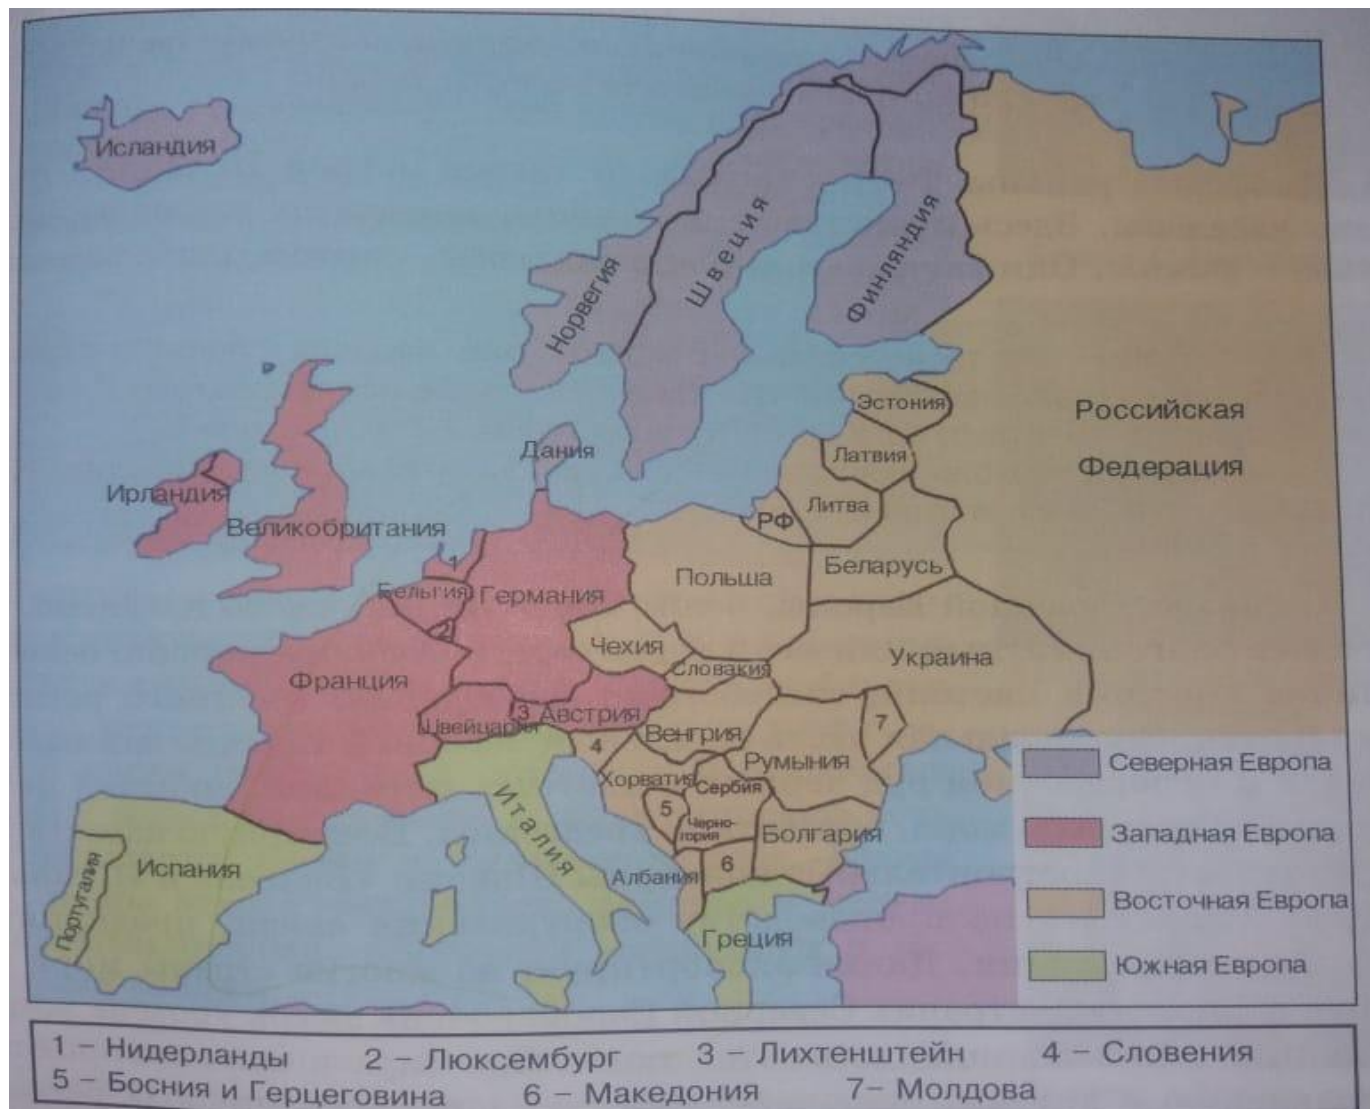 Исландия
Норвегия
Швеция
Финляндия
Эстония
Российская
Федерация
Дания
Латвия
Ирландия
Литва
РФ
Великобритания
1
Беларусь
Польша
Бельгия
Германия
2
Чехия
Украина
Словакия
Франция
3
Австрия
Швейцария
7
4
Венгрия
Румыния
Северная Европа
Хорватия
Сербия
5
Италия
Черно-
гория
Болгария
Западная Европа
6
Испания
Албания
Португалия
Восточная Европа
Греция
Южная Европа
1 – Нидерланды 2 – Люксембург 3 – Лихтенштейн 4 – Словения
5 – Босния и Герцеговина 6 – Македония 7– Молдова